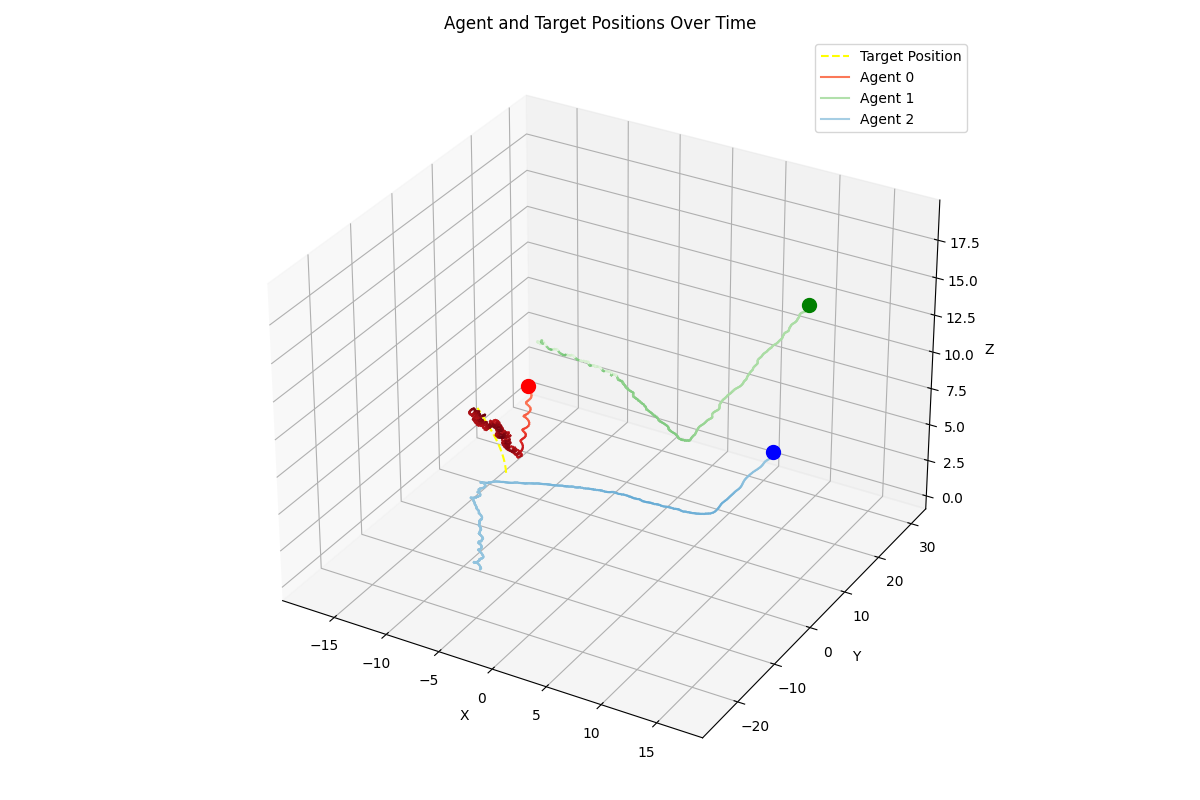 Agent and Target Positions Over Time
Target Position
Agent 0
Agent 1
Agent 2
17.5
15.0
12.5
10.0
7.5
5.0
2.5
0.0
Z
30
20
10
0
−10
−20
Y
−15
−10
−5
0
5
10
15
X